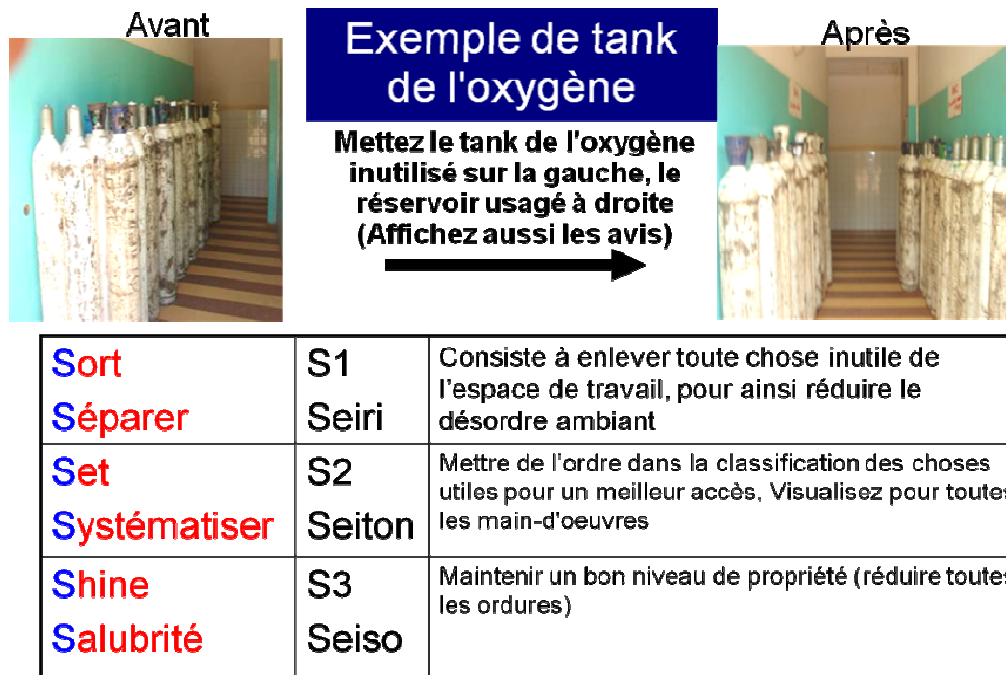 Avant
Exemple de tank
de l'oxygène
Après
Mettez le tank de l'oxygène
inutilisé sur la gauche, le
réservoir usagé à droite
(Affichez aussi les avis)
Sort
Séparer
S1
Seiri
Consiste à enlever toute chose inutile de
l'espace de travail, pour ainsi réduire le
désordre ambiant
Set
Systématiser
S2
Seiton
Mettre de l'ordre dans la classification des choses
utiles pour un meilleur accès, Visualisez pour toutes
les main-d'oeuvres
Shine
Salubrité
S3
Seiso
Maintenir un bon niveau de propriété (réduire toutes
les ordures)